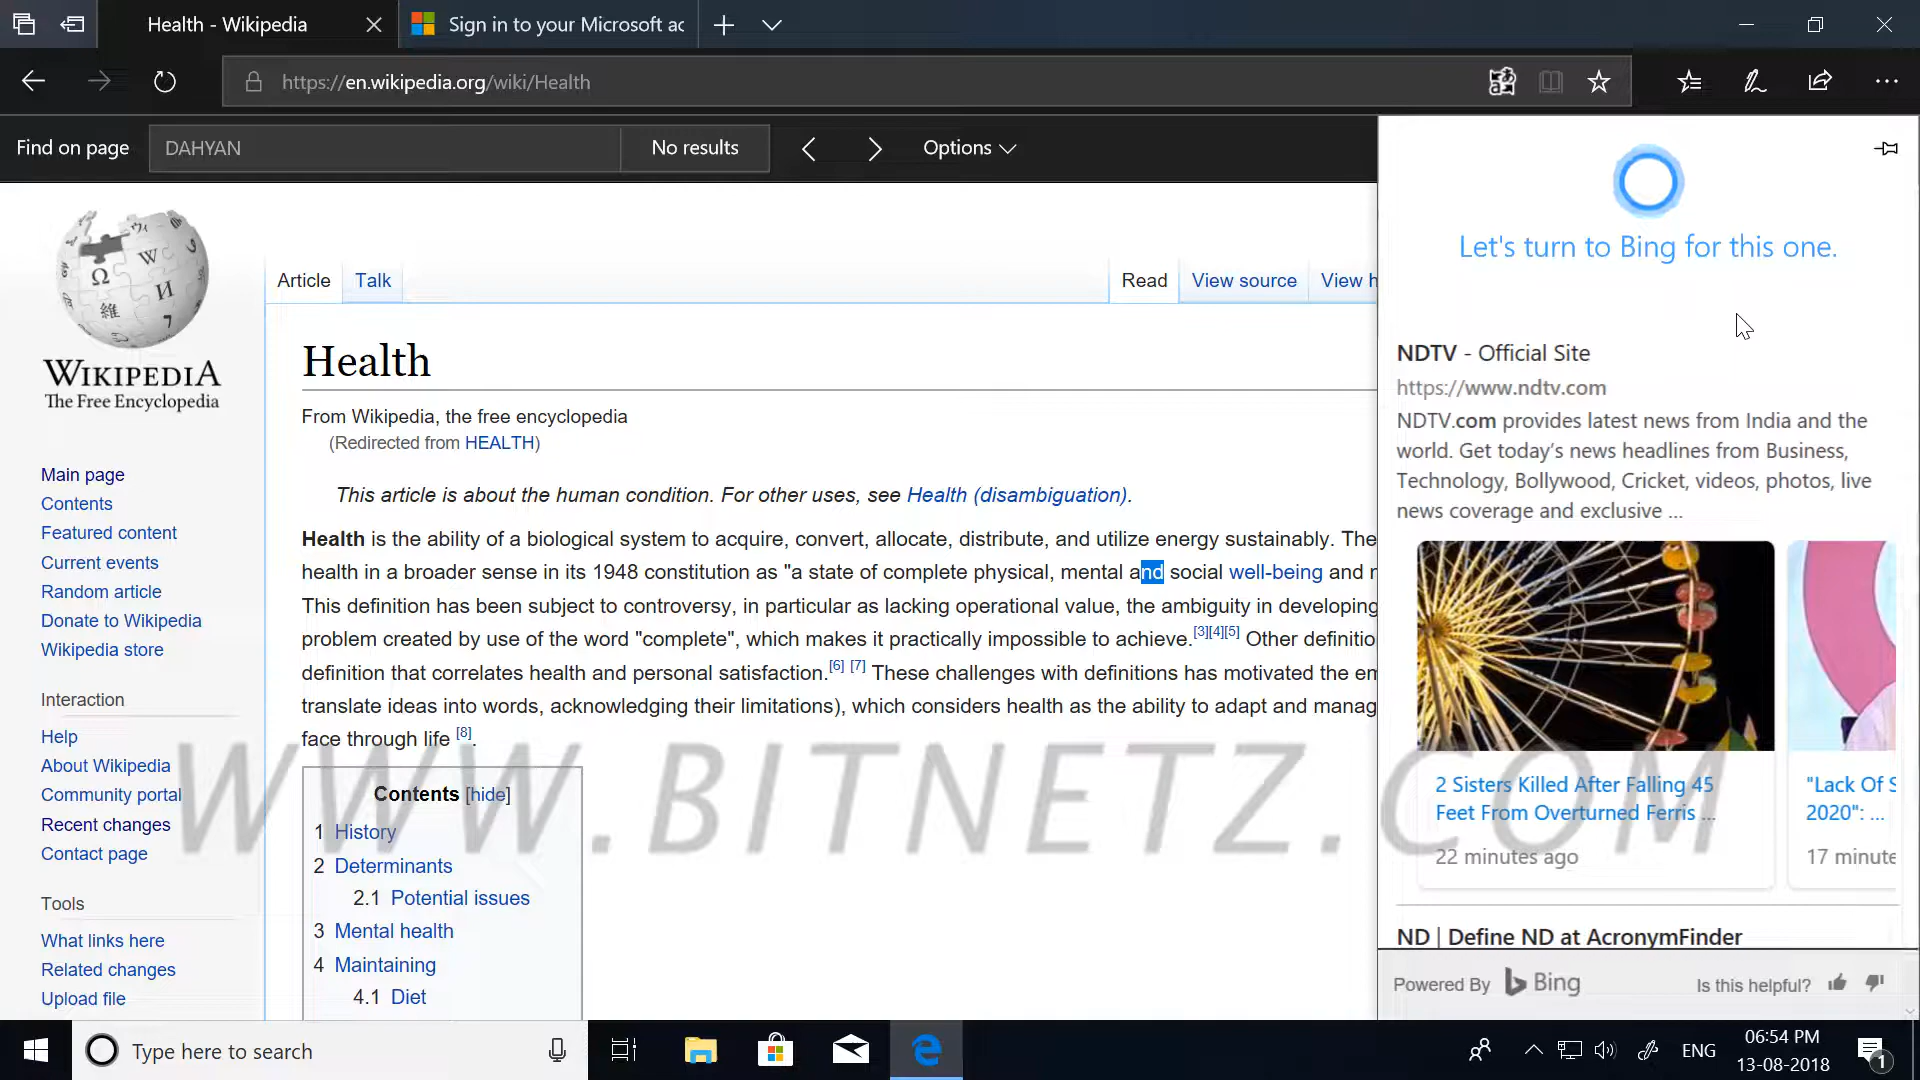 Health - Wikipedia
Sign in to your Microsoft ac
https://en.wikipedia.org/wiki/Health
Find on page
DAHYAN
No results
Options
WIKIPEDIA
The Free Encyclopedia
Main page
Contents
Featured content
Current events
Random article
Donate to Wikipedia
Wikipedia store
Interaction
Help
About Wikipedia
Community portal
Recent changes
Contact page
Tools
What links here
Related changes
Upload file
Article
Talk
Read
View source
View h
Health
From Wikipedia, the free encyclopedia
(Redirected from HEALTH)
This article is about the human condition. For other uses, see Health (disambiguation).
Health is the ability of a biological system to acquire, convert, allocate, distribute, and utilize energy sustainably. The
health in a broader sense in its 1948 constitution as "a state of complete physical, mental and social well-being and n
This definition has been subject to controversy, in particular as lacking operational value, the ambiguity in developing
problem created by use of the word "complete", which makes it practically impossible to achieve.[3][4][5] Other definitio
definition that correlates health and personal satisfaction.[6] [7] These challenges with definitions has motivated the em
translate ideas into words, acknowledging their limitations), which considers health as the ability to adapt and manag
face through life [8].
Contents [hide]
1 History
2 Determinants
2.1 Potential issues
3 Mental health
4 Maintaining
4.1 Diet
Let's turn to Bing for this one.
NDTV - Official Site
https://www.ndtv.com
NDTV.com provides latest news from India and the
world. Get today's news headlines from Business,
Technology, Bollywood, Cricket, videos, photos, live
news coverage and exclusive ...
2 Sisters Killed After Falling 45
Feet From Overturned Ferris ...
22 minutes ago
"Lack Of S
2020": ...
17 minute
ND | Define ND at AcronymFinder
Powered By Bing
Is this helpful?
WWW.BITNETZ.COM
Type here to search
ENG
06:54 PM
13-08-2018
1